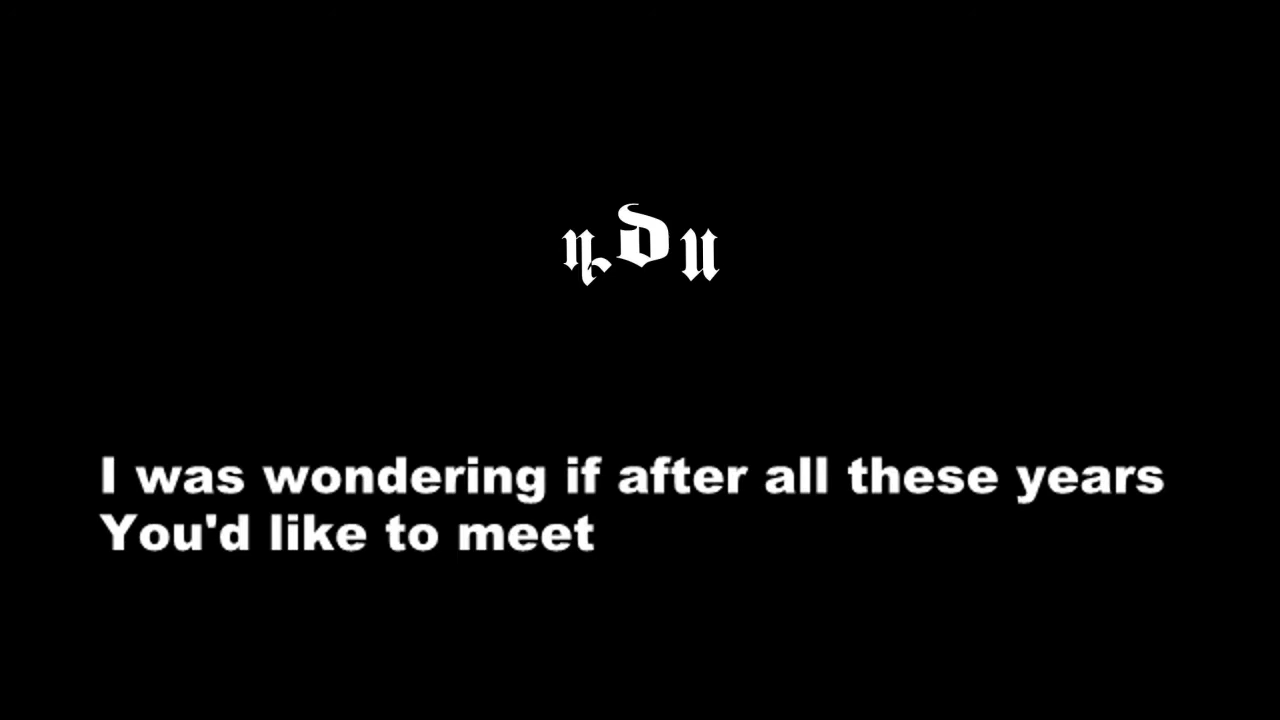 I was wondering if after all these years
You'd like to meet